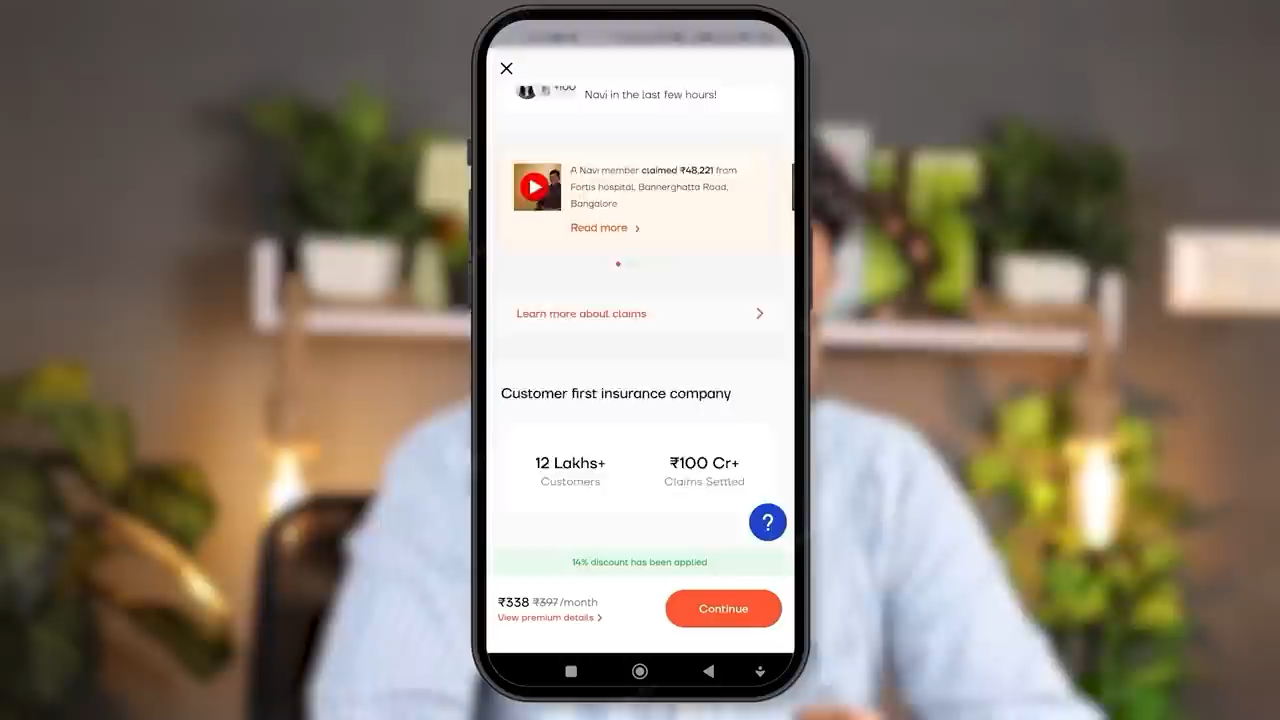 Navi in the last few hours!
A Navi member claimed ₹48,221 from
Fortis hospital, Bannerghatta Road,
Bangalore
Read more
Learn more about claims
Customer first insurance company
12 Lakhs+
Customers
₹100 Cr+
Claims Settled
?
14% discount has been applied
₹338 ₹397/month
View premium details
Continue